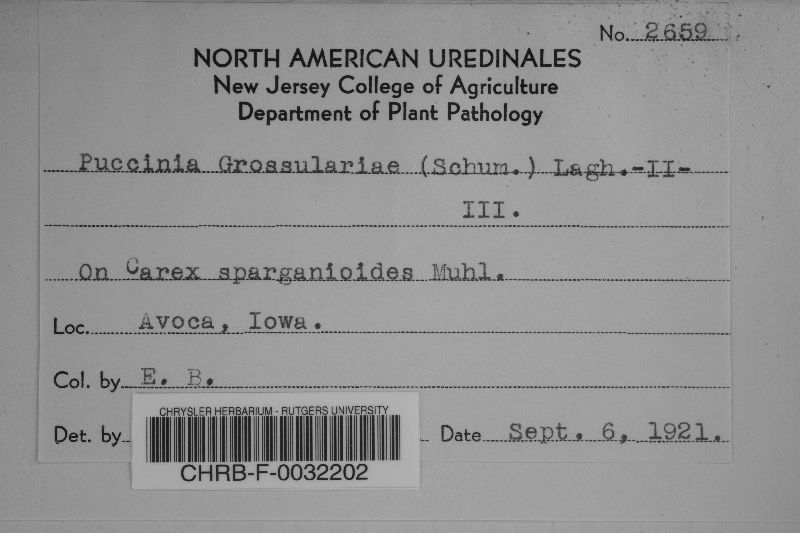 No. 2659
NORTH AMERICAN UREDINALES
New Jersey College of Agriculture
Department of Plant Pathology
Puccinia Grossulariae (Schum.) Lagh.-II-
III.
On Carex sparganioides Muhl.
Loc. Avoca, Iowa.
Col. by E. B.
Det. by Date Sept. 6, 1921.
CHRYSLER HERBARIUM - RUTGERS UNIVERSITY
CHRB-F-0032202